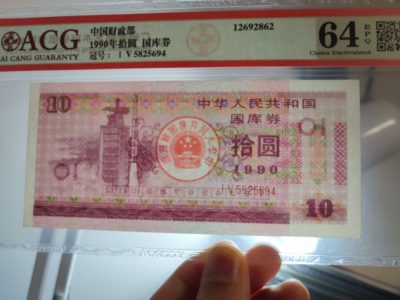 ACG
AI CANG GUARANTY
中国财政部
1990年拾圆 国库券
冠号： I V 5825694
12692862
64 EPQ
Choice Uncirculated
10
中华人民共和国
国库券
拾圆
1990
I V 5825694
10
10
10